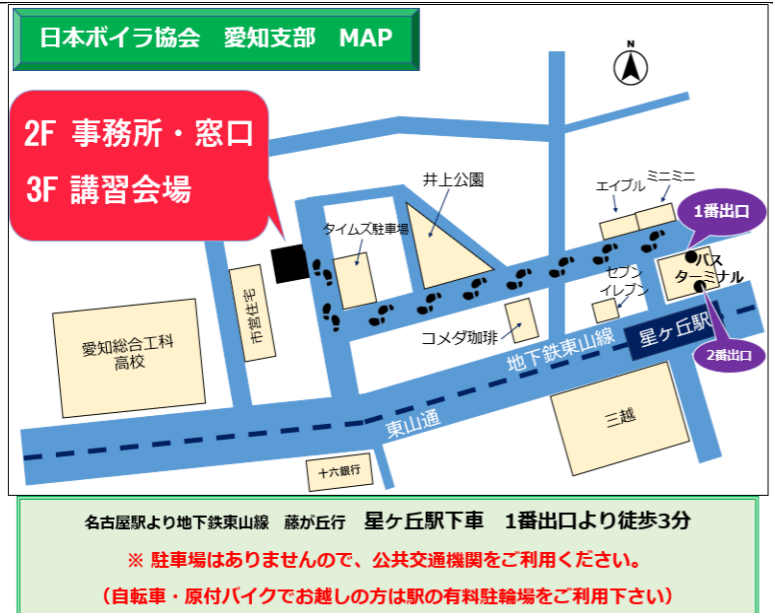 日本ボイラ協会　愛知支部　MAP
N
2F 事務所・窓口
3F 講習会場
井上公園
エイブル
ミニミニ
1番出口
タイムズ駐車場
バス
ターミナル
セブン
イレブン
市営住宅
コメダ珈琲
愛知総合工科
高校
地下鉄東山線
星ヶ丘駅
2番出口
東山通
三越
十六銀行
名古屋駅より地下鉄東山線　藤が丘行　星ケ丘駅下車　1番出口より徒歩3分
※ 駐車場はありませんので、公共交通機関をご利用ください。
（自転車・原付バイクでお越しの方は駅の有料駐輪場をご利用下さい）